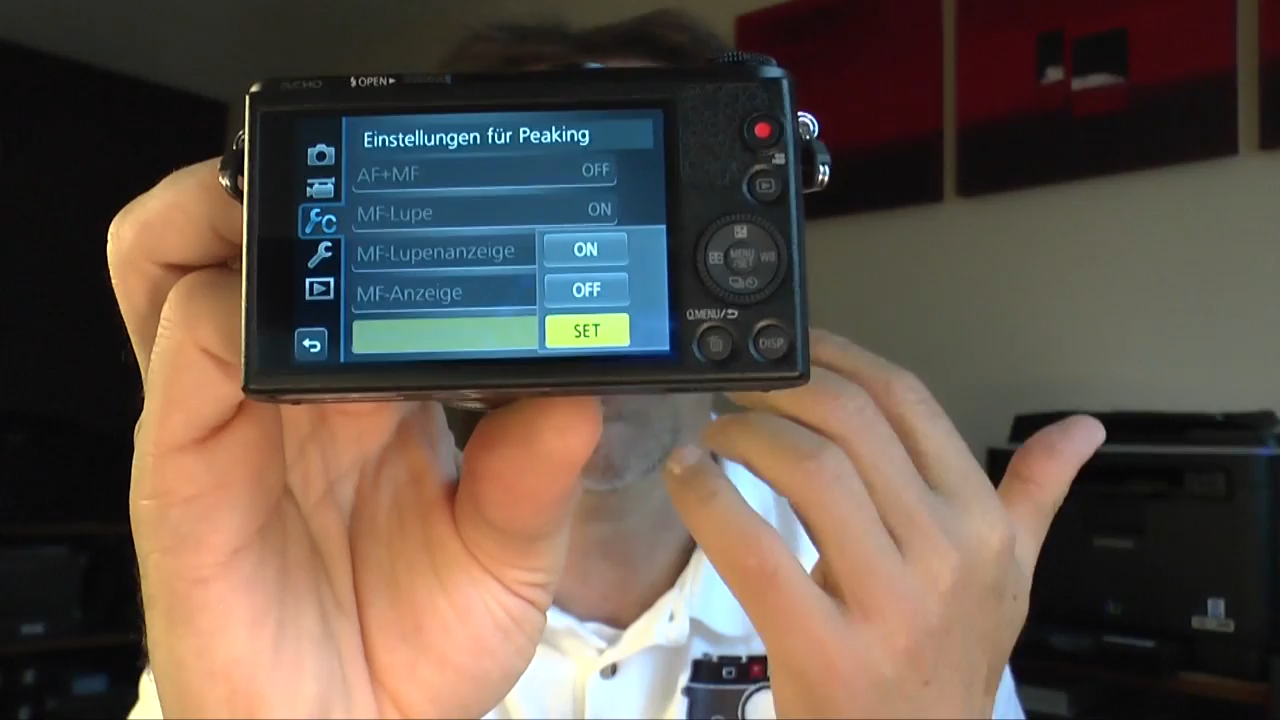 OPEN
Einstellungen für Peaking
AF+MF OFF
MF-Lupe ON
MF-Lupenanzeige ON
MF-Anzeige OFF
SET
MENU
/SET
WB
Q.MENU/
DISP